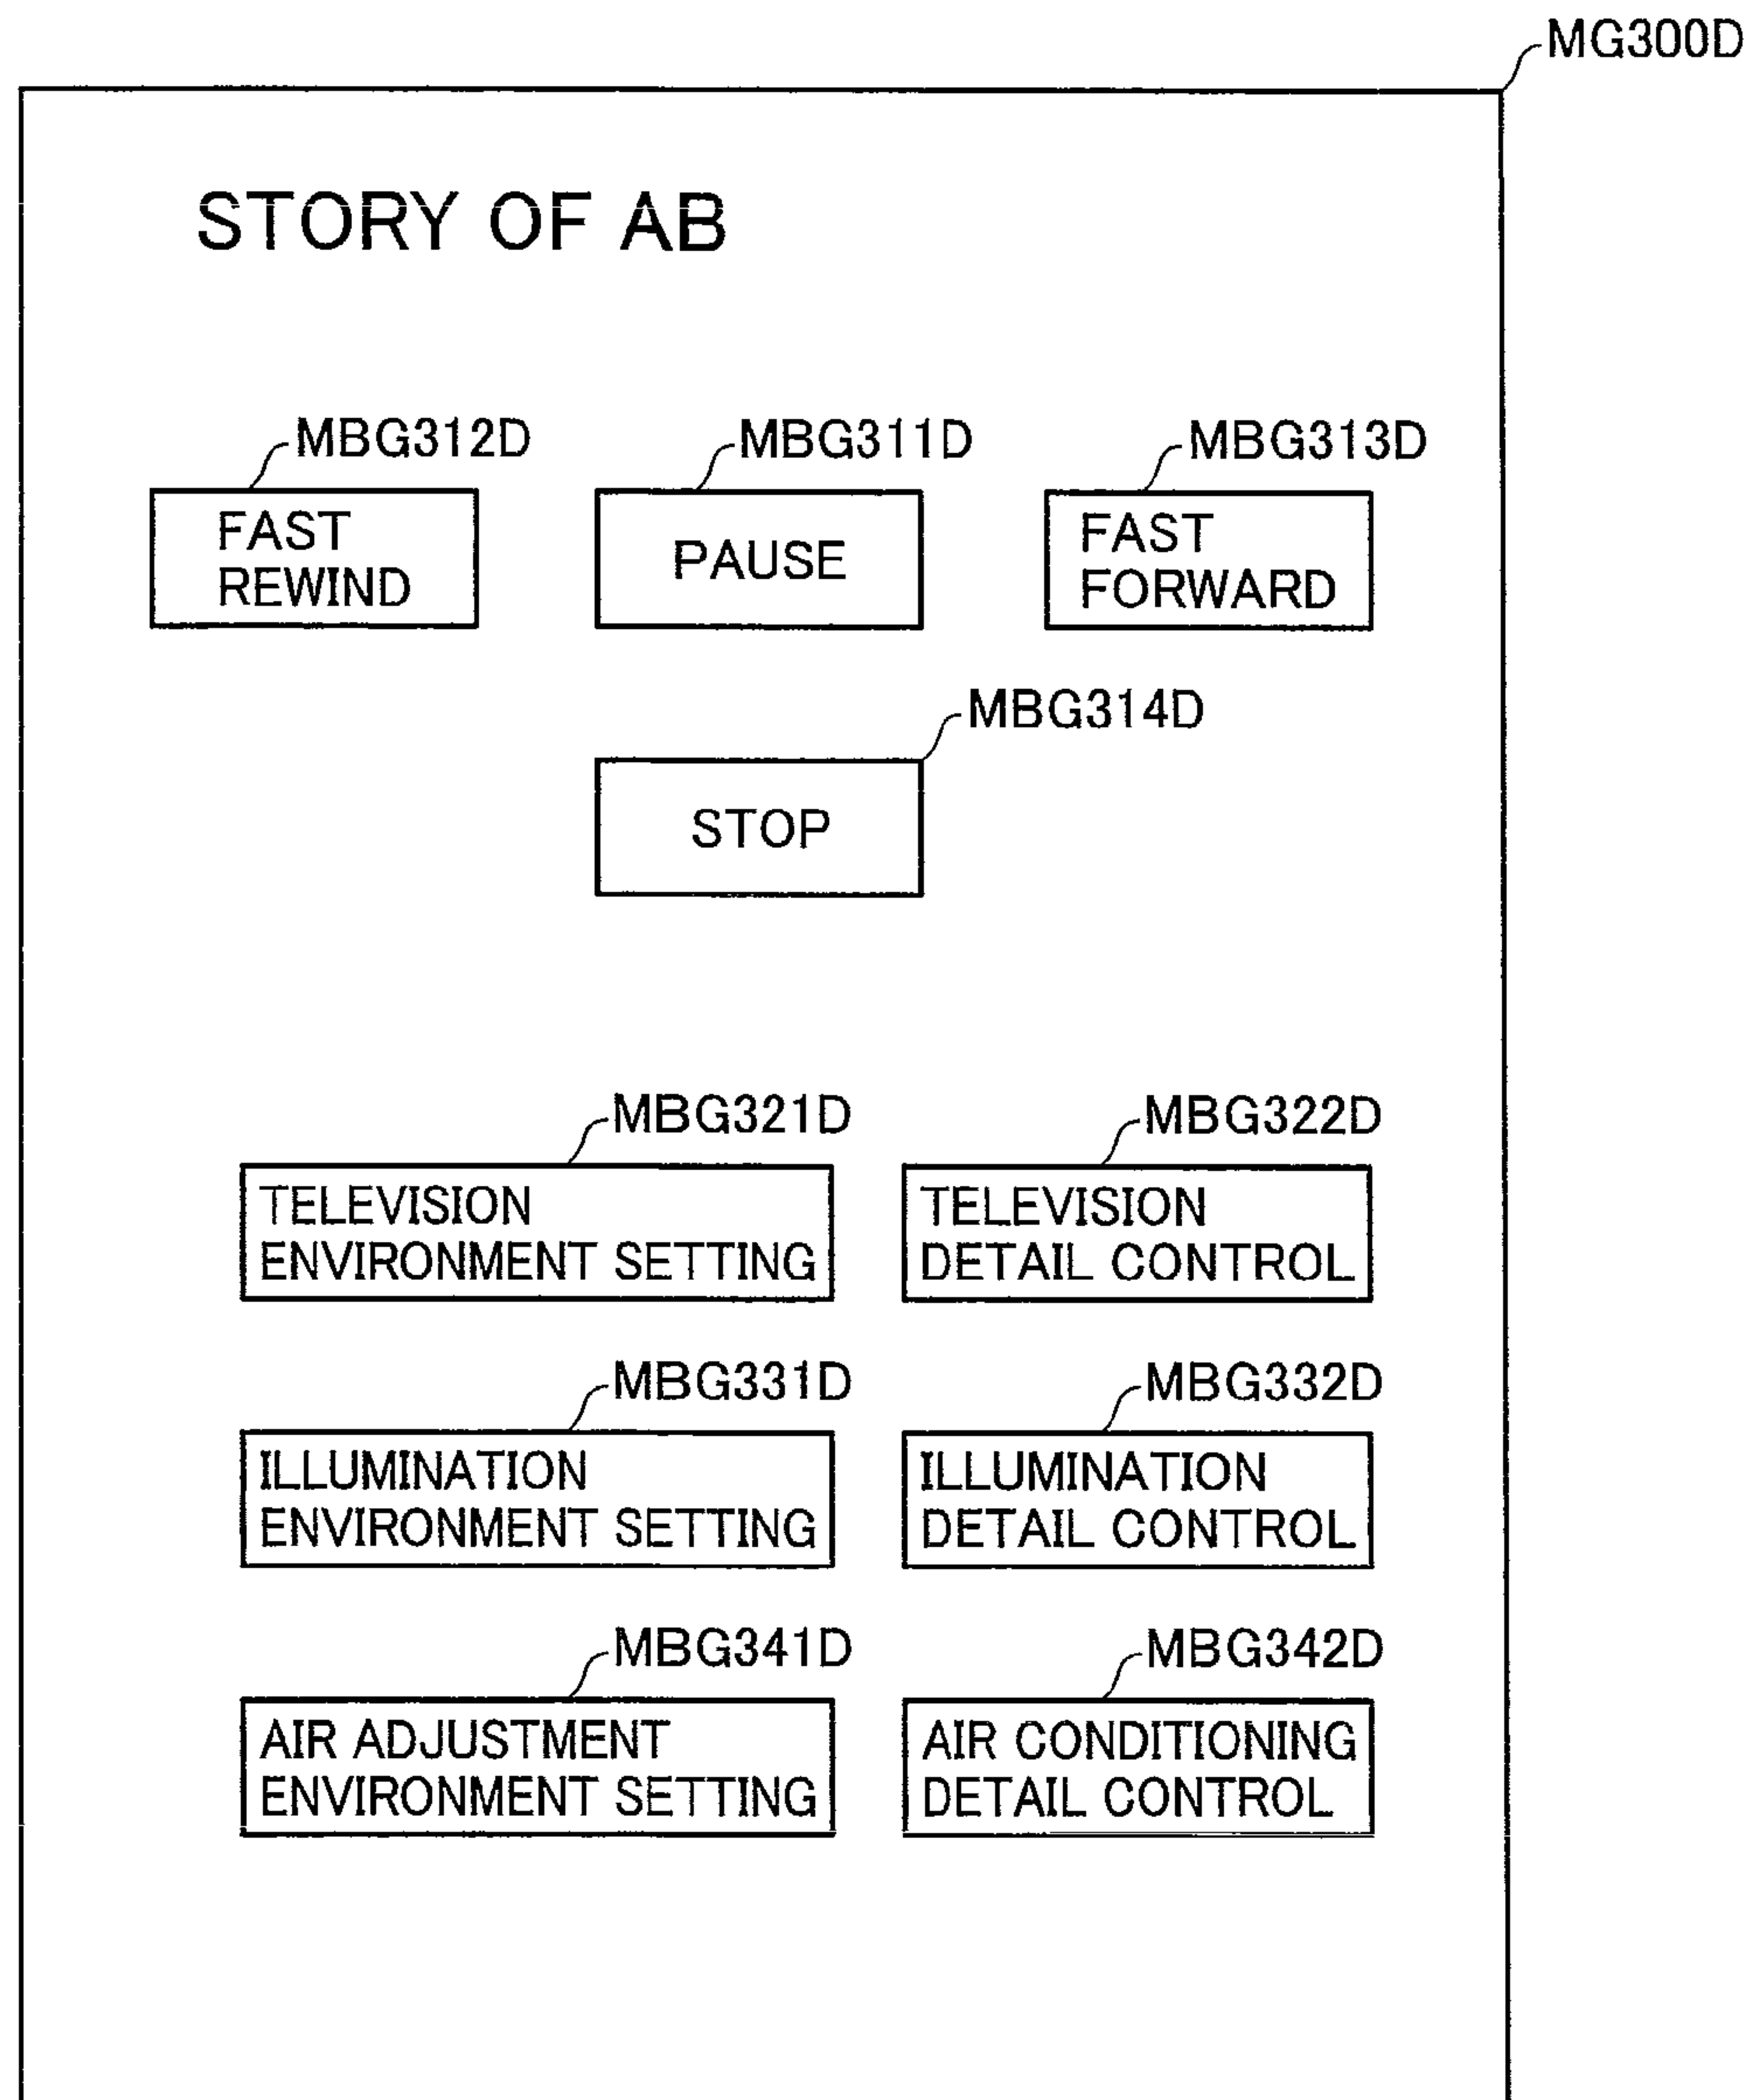 MG300D
STORY OF AB
MBG312D
MBG311D
MBG313D
FAST
REWIND
PAUSE
FAST
FORWARD
MBG314D
STOP
MBG321D
MBG322D
TELEVISION
ENVIRONMENT SETTING
TELEVISION
DETAIL CONTROL
MBG331D
MBG332D
ILLUMINATION
ENVIRONMENT SETTING
ILLUMINATION
DETAIL CONTROL
MBG341D
MBG342D
AIR ADJUSTMENT
ENVIRONMENT SETTING
AIR CONDITIONING
DETAIL CONTROL